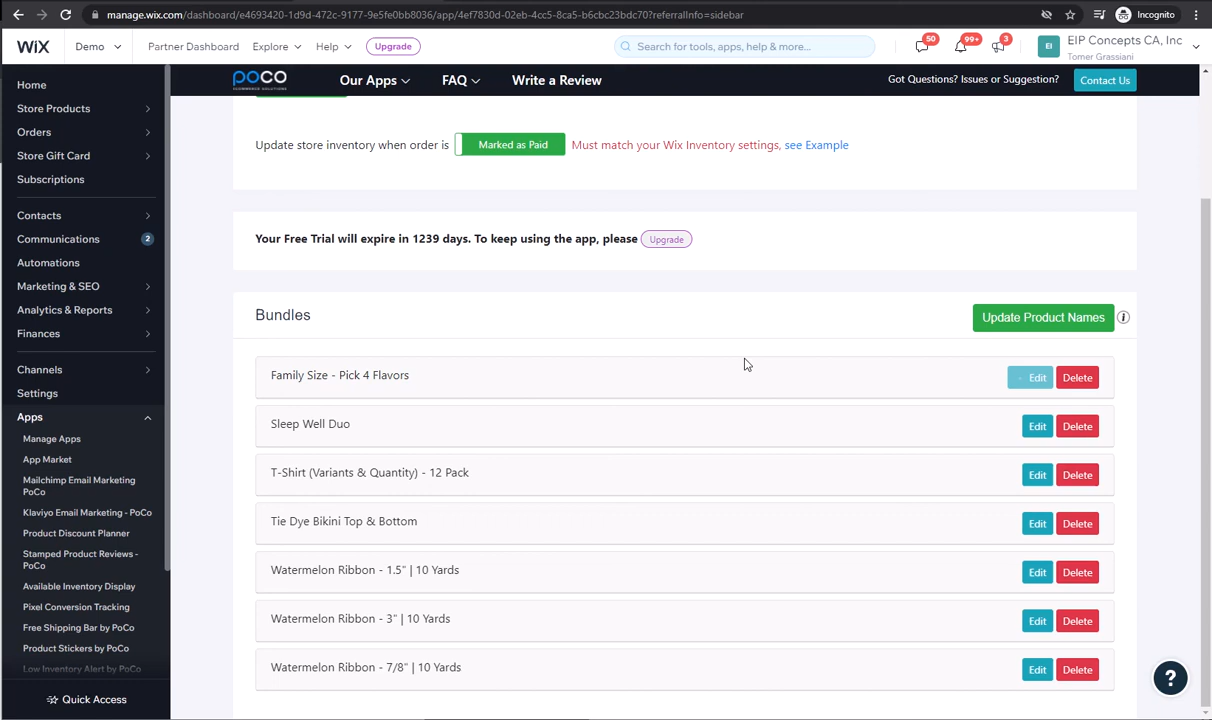 manage.wix.com/dashboard/e4693420-1d9d-472c-9177-9e5fe0bb8036/app/4ef7830d-02eb-4cc5-8ca5-b6cbc23bdc70?referralInfo=sidebar
Incognito
WiX
Demo
Partner Dashboard
Explore
Help
Upgrade
Search for tools, apps, help & more...
50
99+
3
EI
EIP Concepts CA, Inc
Tomer Grassiani
Home
Store Products
Orders
Store Gift Card
Subscriptions
Contacts
Communications
2
Automations
Marketing & SEO
Analytics & Reports
Finances
Channels
Settings
Apps
Manage Apps
App Market
Mailchimp Email Marketing
PoCo
Klaviyo Email Marketing - PoCo
Product Discount Planner
Stamped Product Reviews -
PoCo
Available Inventory Display
Pixel Conversion Tracking
Free Shipping Bar by PoCo
Product Stickers by PoCo
Low Inventory Alert by PoCo
Quick Access
poco
ECOMMERCE SOLUTIONS
Our Apps
FAQ
Write a Review
Got Questions? Issues or Suggestion?
Contact Us
Update store inventory when order is Marked as Paid Must match your Wix Inventory settings, see Example
Your Free Trial will expire in 1239 days. To keep using the app, please Upgrade
Bundles
Update Product Names
i
Family Size - Pick 4 Flavors
Edit
Delete
Sleep Well Duo
Edit
Delete
T-Shirt (Variants & Quantity) - 12 Pack
Edit
Delete
Tie Dye Bikini Top & Bottom
Edit
Delete
Watermelon Ribbon - 1.5" | 10 Yards
Edit
Delete
Watermelon Ribbon - 3" | 10 Yards
Edit
Delete
Watermelon Ribbon - 7/8" | 10 Yards
Edit
Delete
?